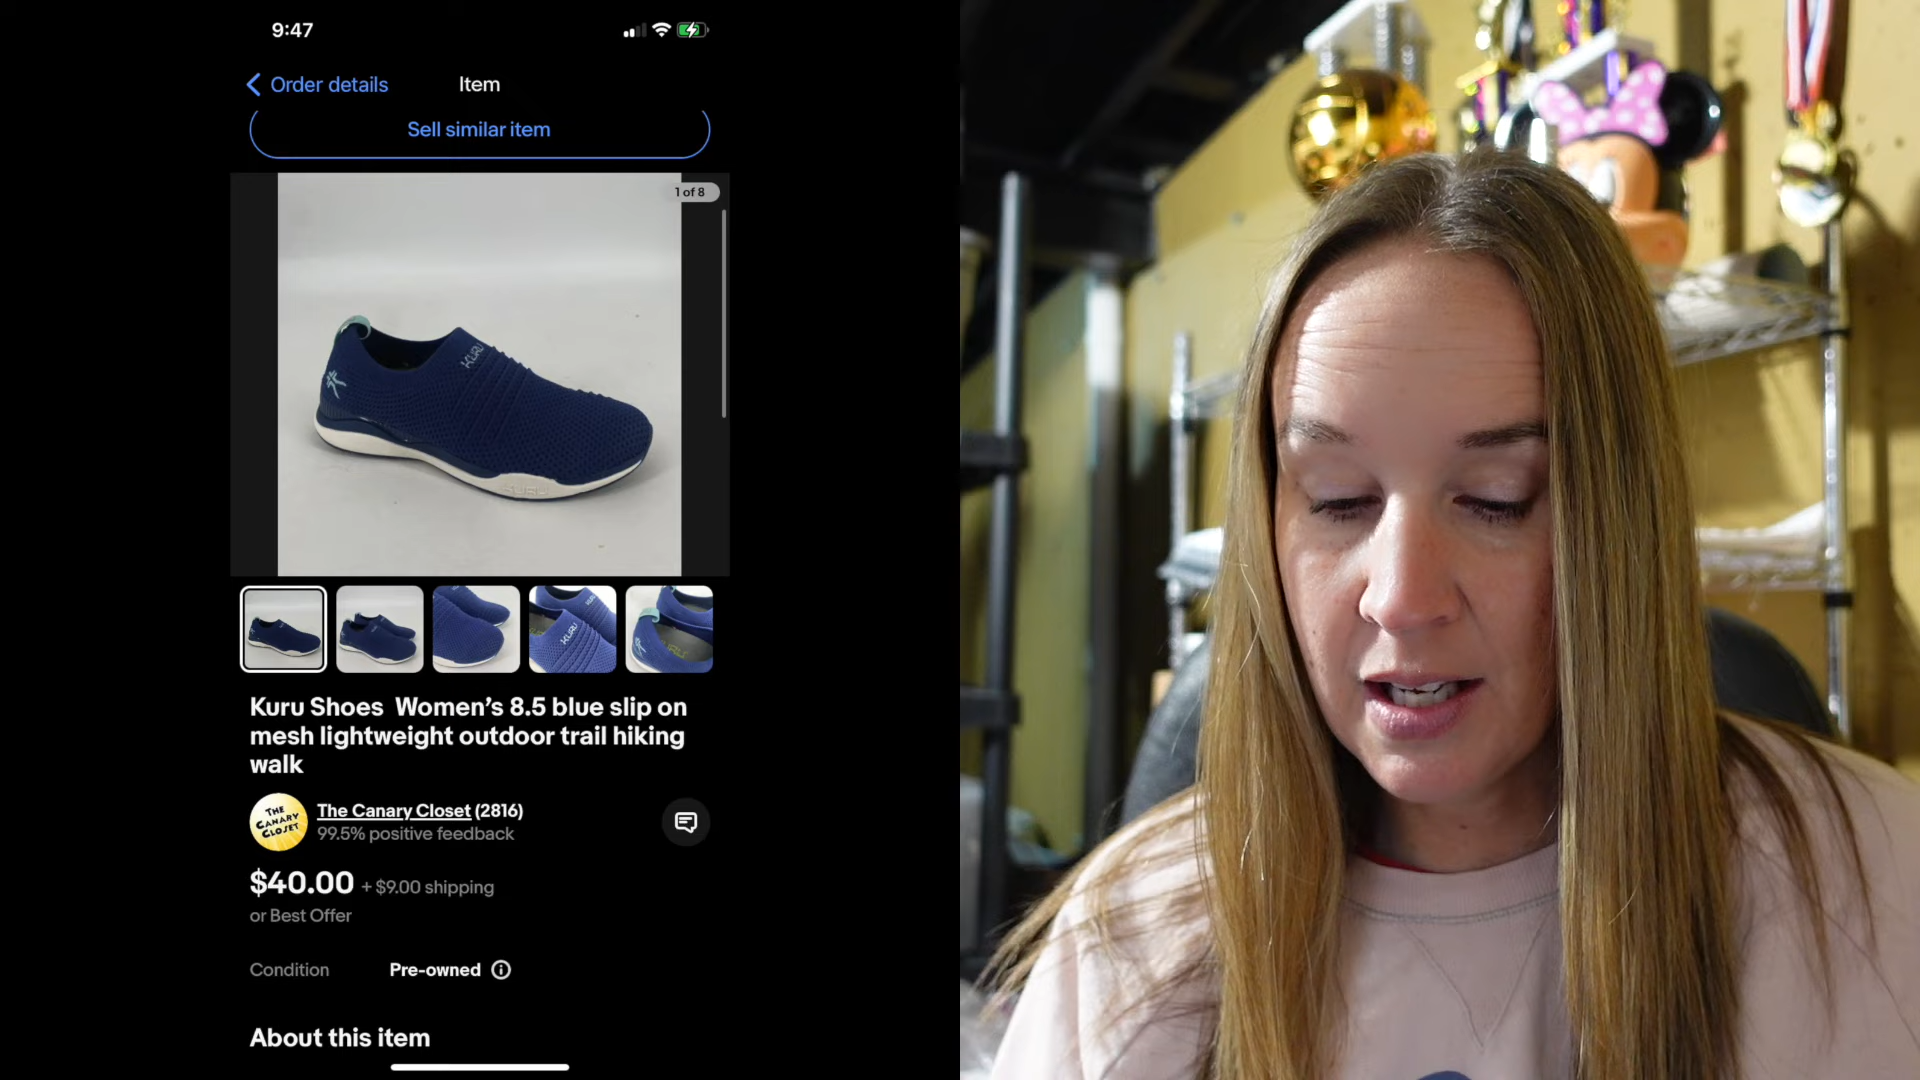 9:47
Order details
Item
Sell similar item
1 of 8
KURU
KURU
KURU
Kuru Shoes Women’s 8.5 blue slip on
mesh lightweight outdoor trail hiking
walk
THE
CANARY
CLOSET
The Canary Closet (2816)
99.5% positive feedback
$40.00 + $9.00 shipping
or Best Offer
Condition
Pre-owned
About this item